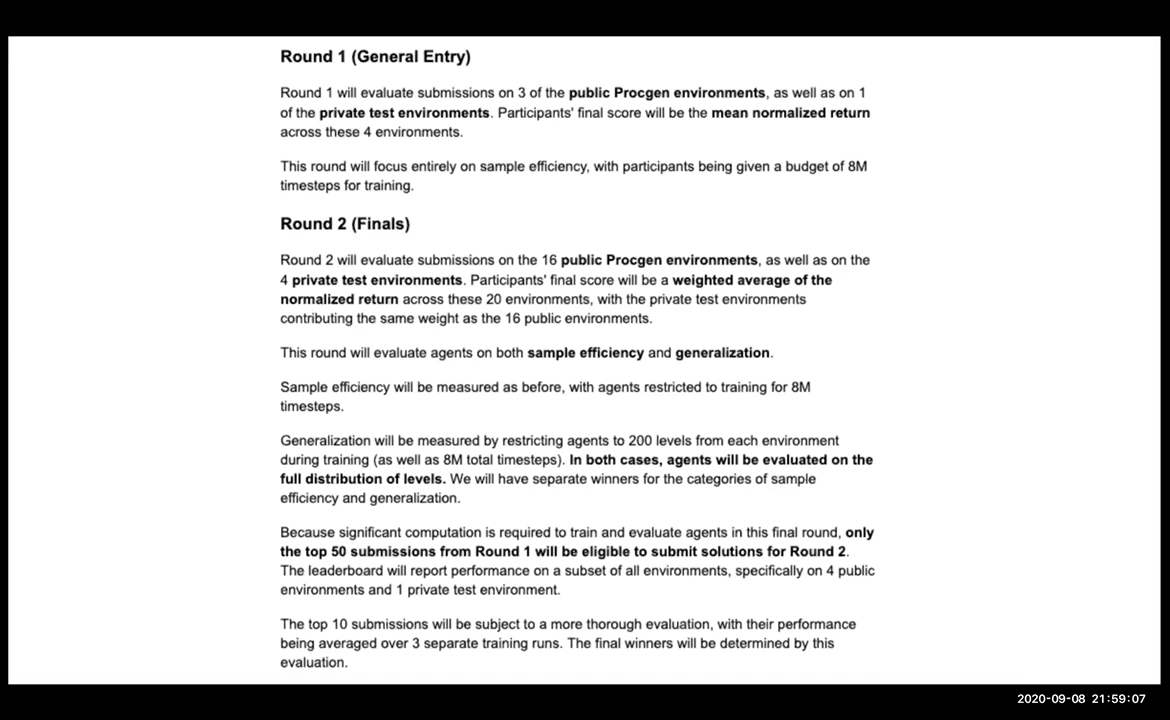 Round 1 (General Entry)
Round 1 will evaluate submissions on 3 of the public Procgen environments, as well as on 1
of the private test environments. Participants' final score will be the mean normalized return
across these 4 environments.
This round will focus entirely on sample efficiency, with participants being given a budget of 8M
timesteps for training.
Round 2 (Finals)
Round 2 will evaluate submissions on the 16 public Procgen environments, as well as on the
4 private test environments. Participants' final score will be a weighted average of the
normalized return across these 20 environments, with the private test environments
contributing the same weight as the 16 public environments.
This round will evaluate agents on both sample efficiency and generalization.
Sample efficiency will be measured as before, with agents restricted to training for 8M
timesteps.
Generalization will be measured by restricting agents to 200 levels from each environment
during training (as well as 8M total timesteps). In both cases, agents will be evaluated on the
full distribution of levels. We will have separate winners for the categories of sample
efficiency and generalization.
Because significant computation is required to train and evaluate agents in this final round, only
the top 50 submissions from Round 1 will be eligible to submit solutions for Round 2.
The leaderboard will report performance on a subset of all environments, specifically on 4 public
environments and 1 private test environment.
The top 10 submissions will be subject to a more thorough evaluation, with their performance
being averaged over 3 separate training runs. The final winners will be determined by this
evaluation.
2020-09-08 21:59:07